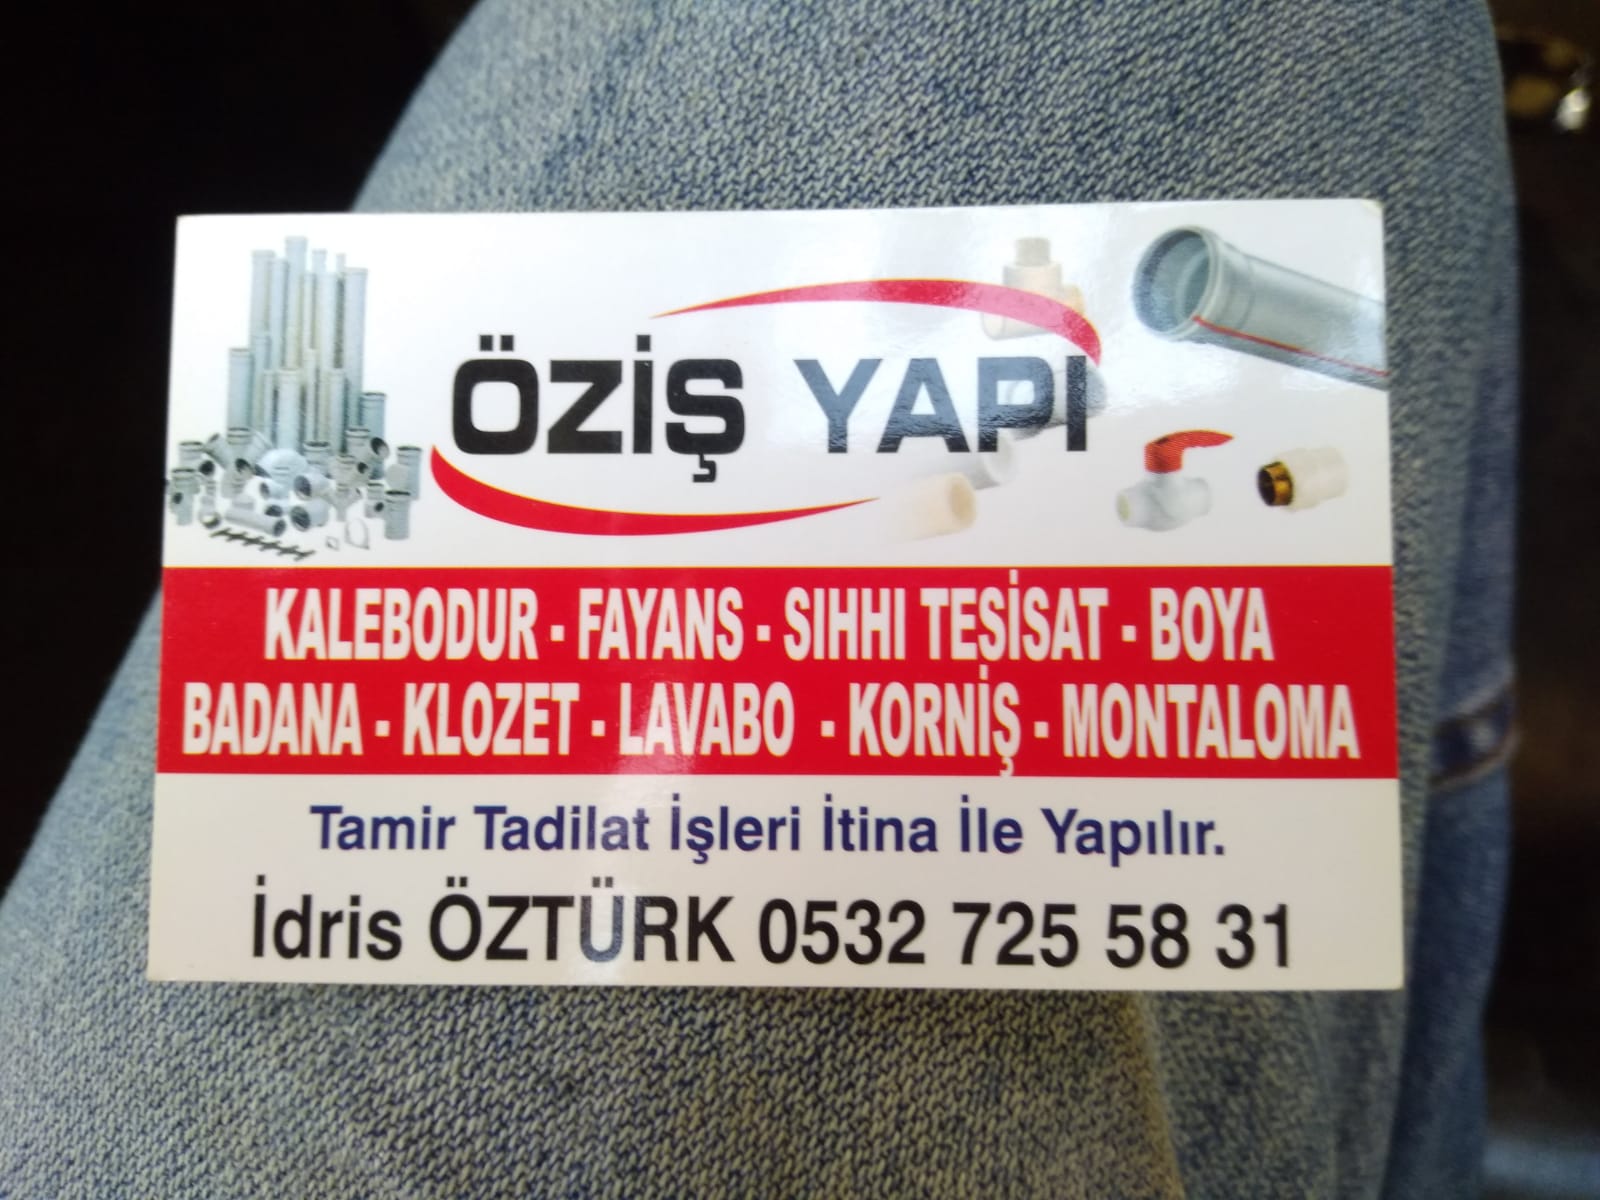 ÖZİŞ YAPI
KALEBODUR - FAYANS - SIHHI TESİSAT - BOYA
BADANA - KLOZET - LAVABO - KORNİŞ - MONTALOMA
Tamir Tadilat İşleri İtina İle Yapılır.
İdris ÖZTÜRK 0532 725 58 31